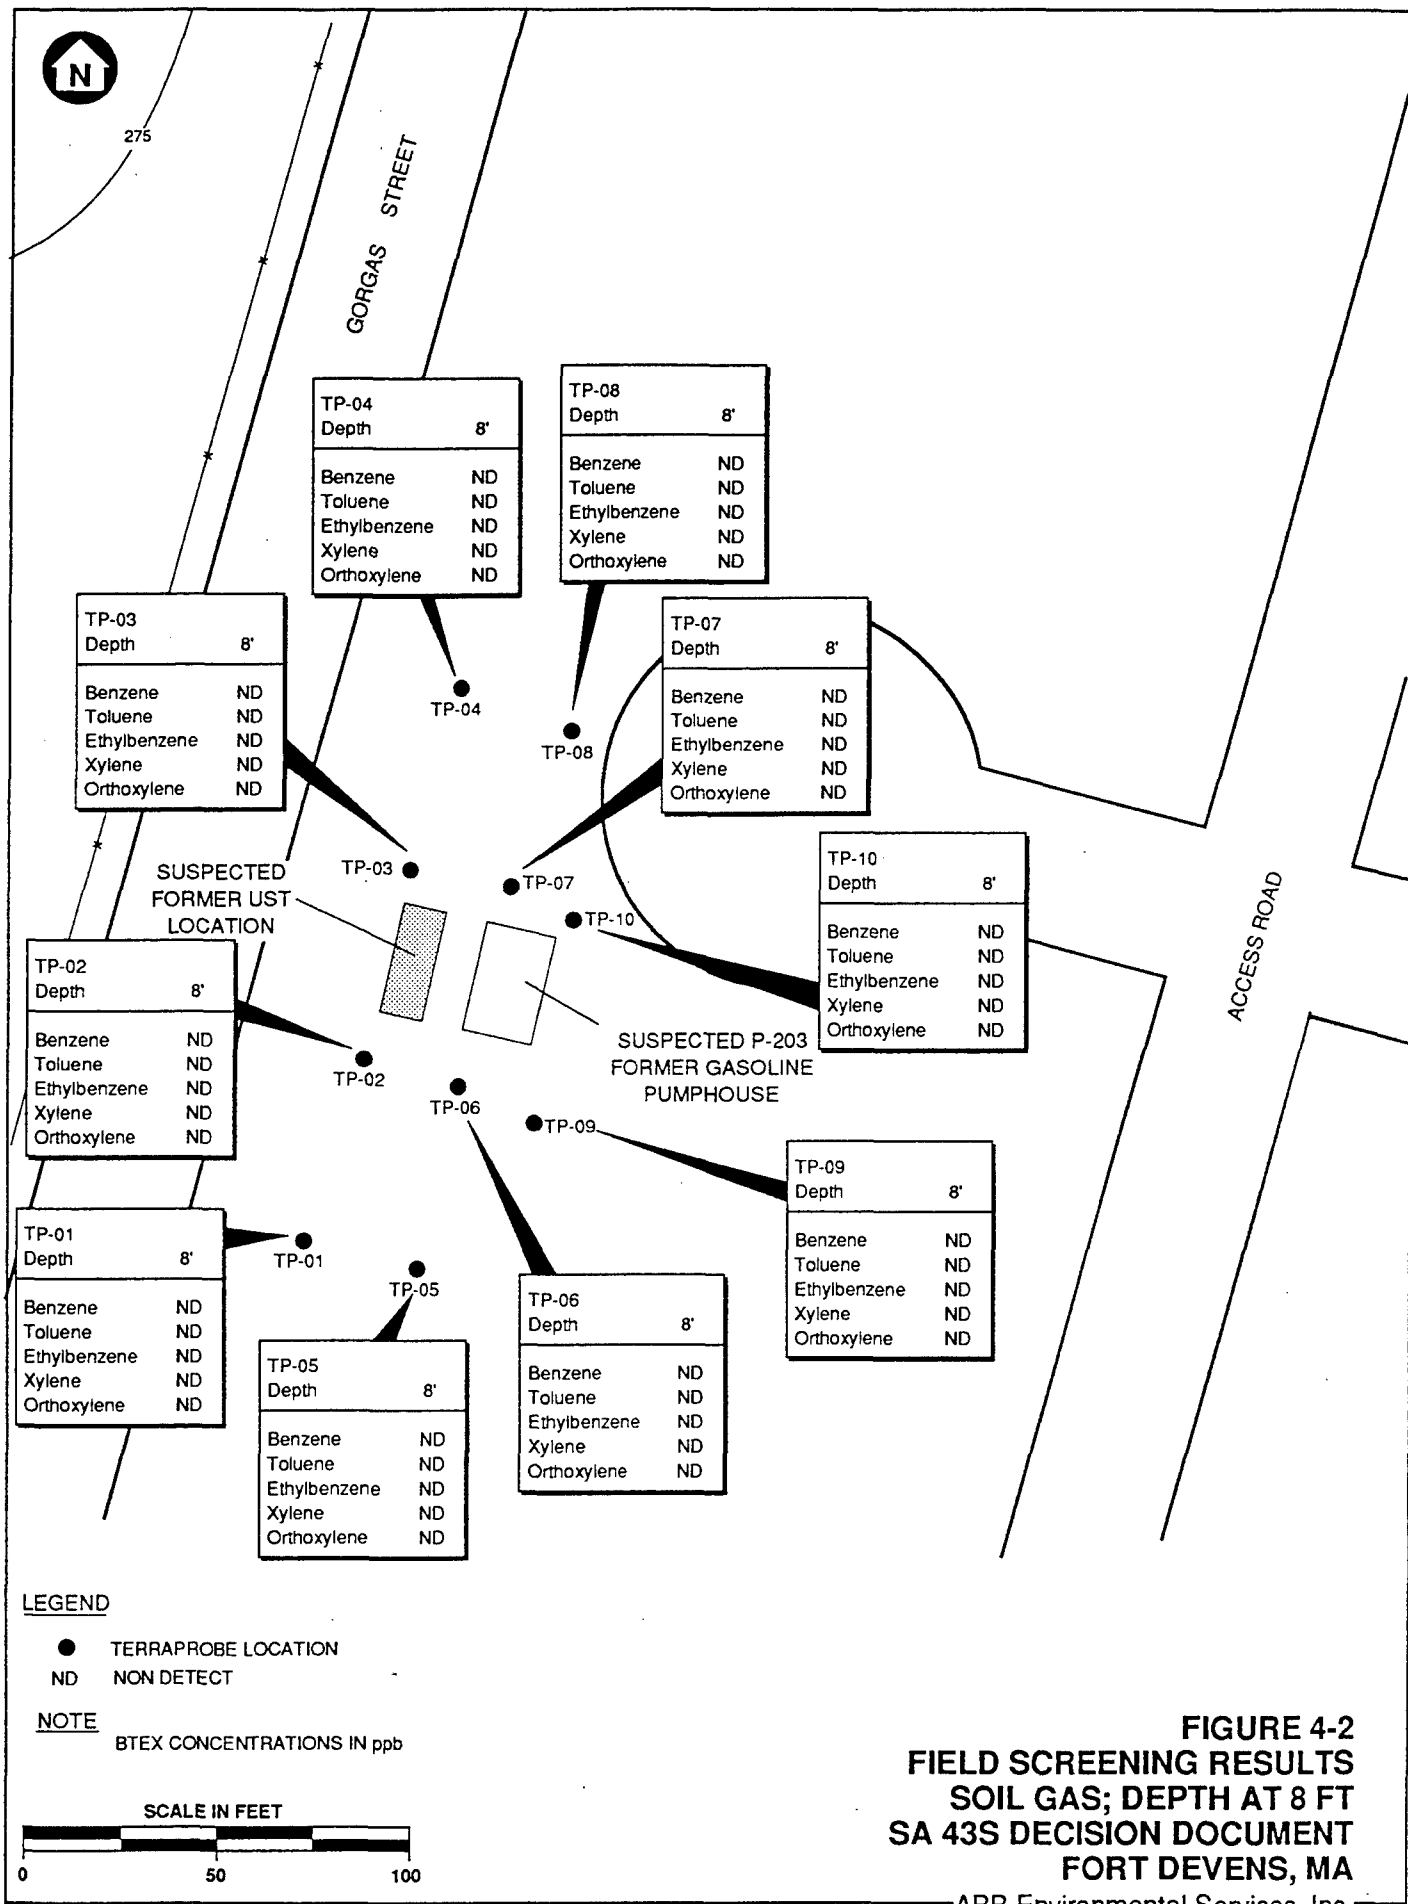 N
275
GORGAS STREET
TP-04
Depth 8'
Benzene ND
Toluene ND
Ethylbenzene ND
Xylene ND
Orthoxylene ND
TP-08
Depth 8'
Benzene ND
Toluene ND
Ethylbenzene ND
Xylene ND
Orthoxylene ND
TP-03
Depth 8'
Benzene ND
Toluene ND
Ethylbenzene ND
Xylene ND
Orthoxylene ND
TP-07
Depth 8'
Benzene ND
Toluene ND
Ethylbenzene ND
Xylene ND
Orthoxylene ND
TP-04
TP-08
TP-03
TP-07
TP-10
SUSPECTED
FORMER UST
LOCATION
TP-10
Depth 8'
Benzene ND
Toluene ND
Ethylbenzene ND
Xylene ND
Orthoxylene ND
ACCESS ROAD
TP-02
Depth 8'
Benzene ND
Toluene ND
Ethylbenzene ND
Xylene ND
Orthoxylene ND
SUSPECTED P-203
FORMER GASOLINE
PUMPHOUSE
TP-02
TP-06
TP-09
TP-09
Depth 8'
Benzene ND
Toluene ND
Ethylbenzene ND
Xylene ND
Orthoxylene ND
TP-01
Depth 8'
Benzene ND
Toluene ND
Ethylbenzene ND
Xylene ND
Orthoxylene ND
TP-01
TP-05
TP-06
Depth 8'
Benzene ND
Toluene ND
Ethylbenzene ND
Xylene ND
Orthoxylene ND
TP-05
Depth 8'
Benzene ND
Toluene ND
Ethylbenzene ND
Xylene ND
Orthoxylene ND
LEGEND
TERRAPROBE LOCATION
ND NON DETECT
NOTE
BTEX CONCENTRATIONS IN ppb
SCALE IN FEET
0 50 100
FIGURE 4-2
FIELD SCREENING RESULTS
SOIL GAS; DEPTH AT 8 FT
SA 43S DECISION DOCUMENT
FORT DEVENS, MA
ABB Environmental Services, Inc.